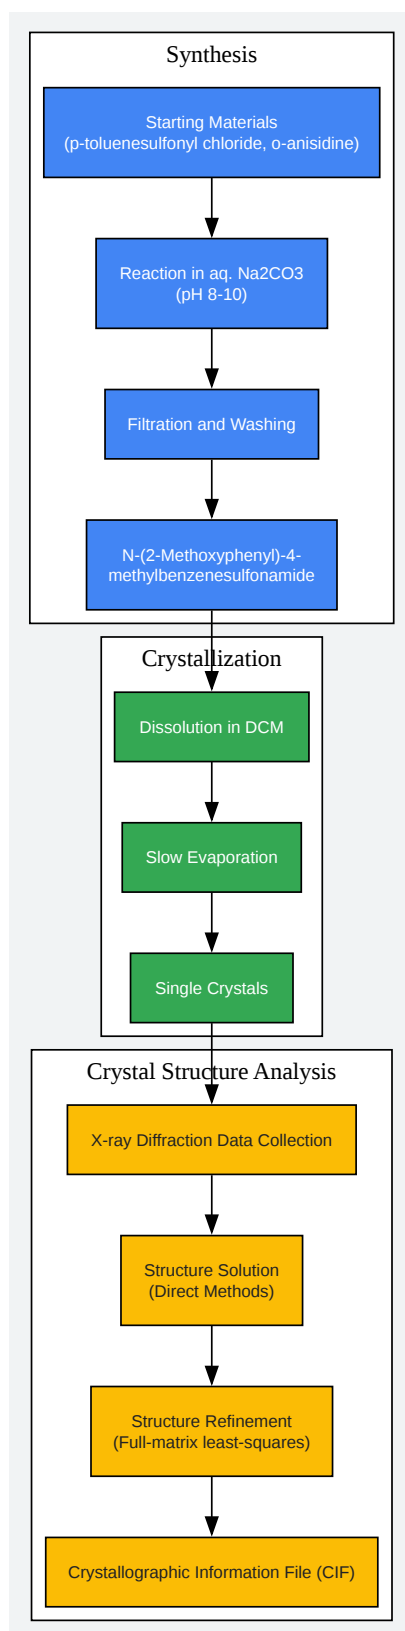 Synthesis
Starting Materials
(p-toluenesulfonyl chloride, o-anisidine)
Reaction in aq. Na2CO3
(pH 8-10)
Filtration and Washing
N-(2-Methoxyphenyl)-4-
methylbenzenesulfonamide
Crystallization
Dissolution in DCM
Slow Evaporation
Single Crystals
Crystal Structure Analysis
X-ray Diffraction Data Collection
Structure Solution
(Direct Methods)
Structure Refinement
(Full-matrix least-squares)
Crystallographic Information File (CIF)